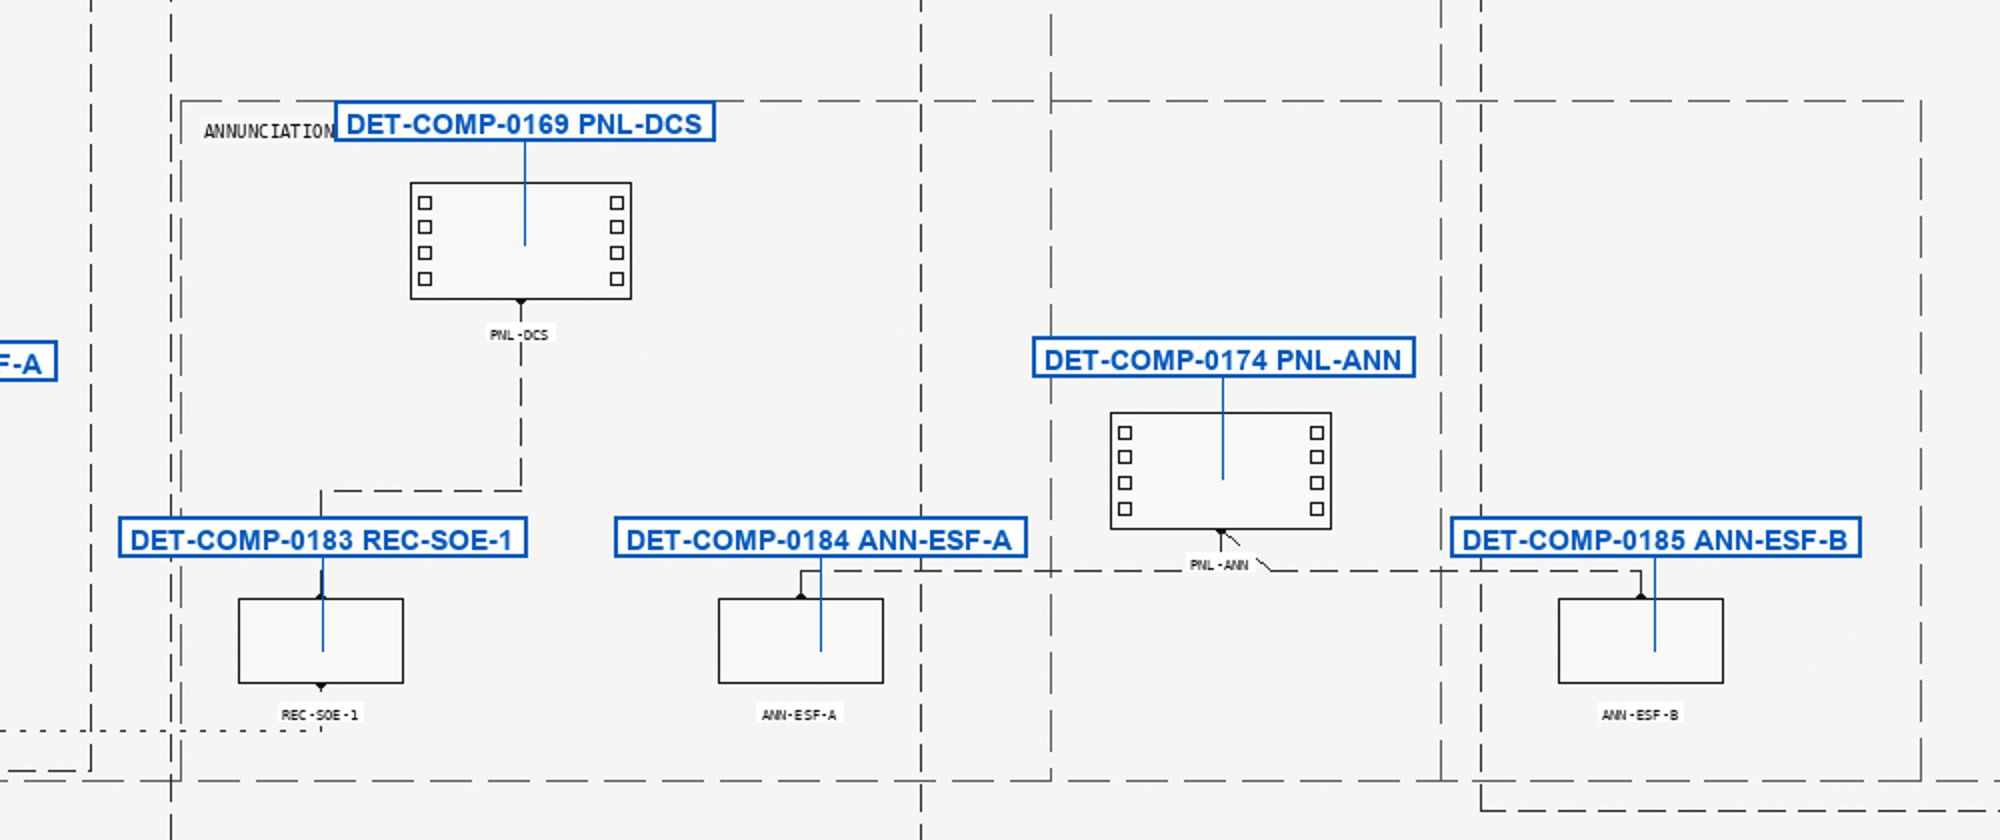 DET-COMP-0169 PNL-DCS
ANNUNCIATION
PNL-DCS
F-A
DET-COMP-0174 PNL-ANN
DET-COMP-0183 REC-SOE-1
DET-COMP-0184 ANN-ESF-A
DET-COMP-0185 ANN-ESF-B
PNL-ANN
REC-SOE-1
ANN-ESF-A
ANN-ESF-B